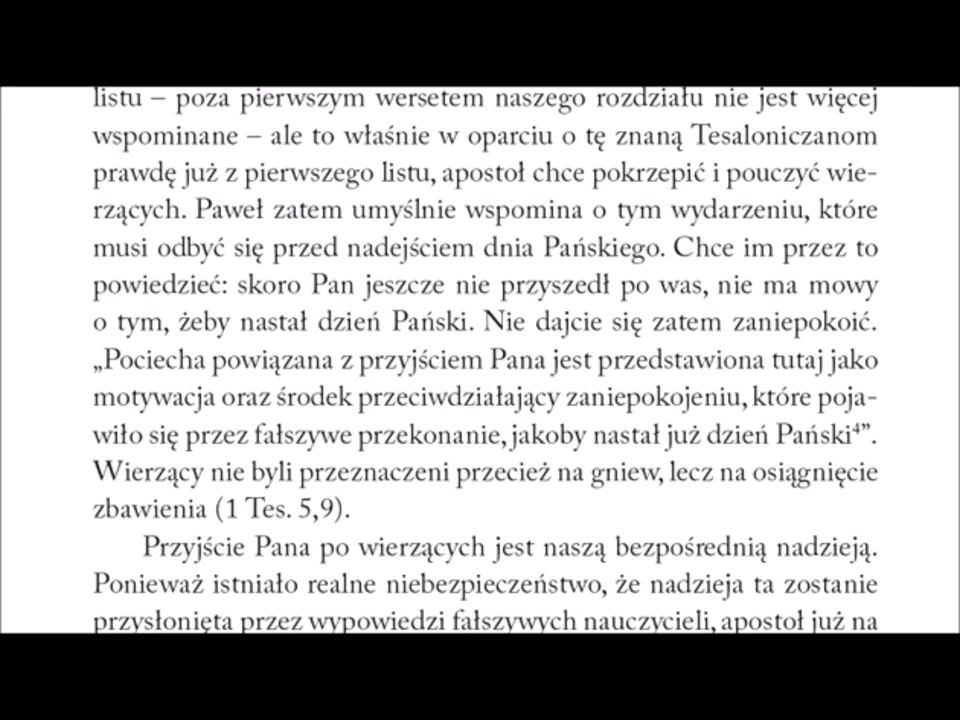 listu – poza pierwszym wersetem naszego rozdziału nie jest więcej
wspominane – ale to właśnie w oparciu o tę znaną Tesaloniczanom
prawdę już z pierwszego listu, apostoł chce pokrzepić i pouczyć wie-
rzących. Paweł zatem umyślnie wspomina o tym wydarzeniu, które
musi odbyć się przed nadejściem dnia Pańskiego. Chce im przez to
powiedzieć: skoro Pan jeszcze nie przyszedł po was, nie ma mowy
o tym, żeby nastał dzień Pański. Nie dajcie się zatem zaniepokoić.
„Pociecha powiązana z przyjściem Pana jest przedstawiona tutaj jako
motywacja oraz środek przeciwdziałający zaniepokojeniu, które poja-
wiło się przez fałszywe przekonanie, jakoby nastał już dzień Pański⁴”.
Wierzący nie byli przeznaczeni przecież na gniew, lecz na osiągnięcie
zbawienia (1 Tes. 5,9).
Przyjście Pana po wierzących jest naszą bezpośrednią nadzieją.
Ponieważ istniało realne niebezpieczeństwo, że nadzieja ta zostanie
przysłonięta przez wypowiedzi fałszywych nauczycieli, apostoł już na